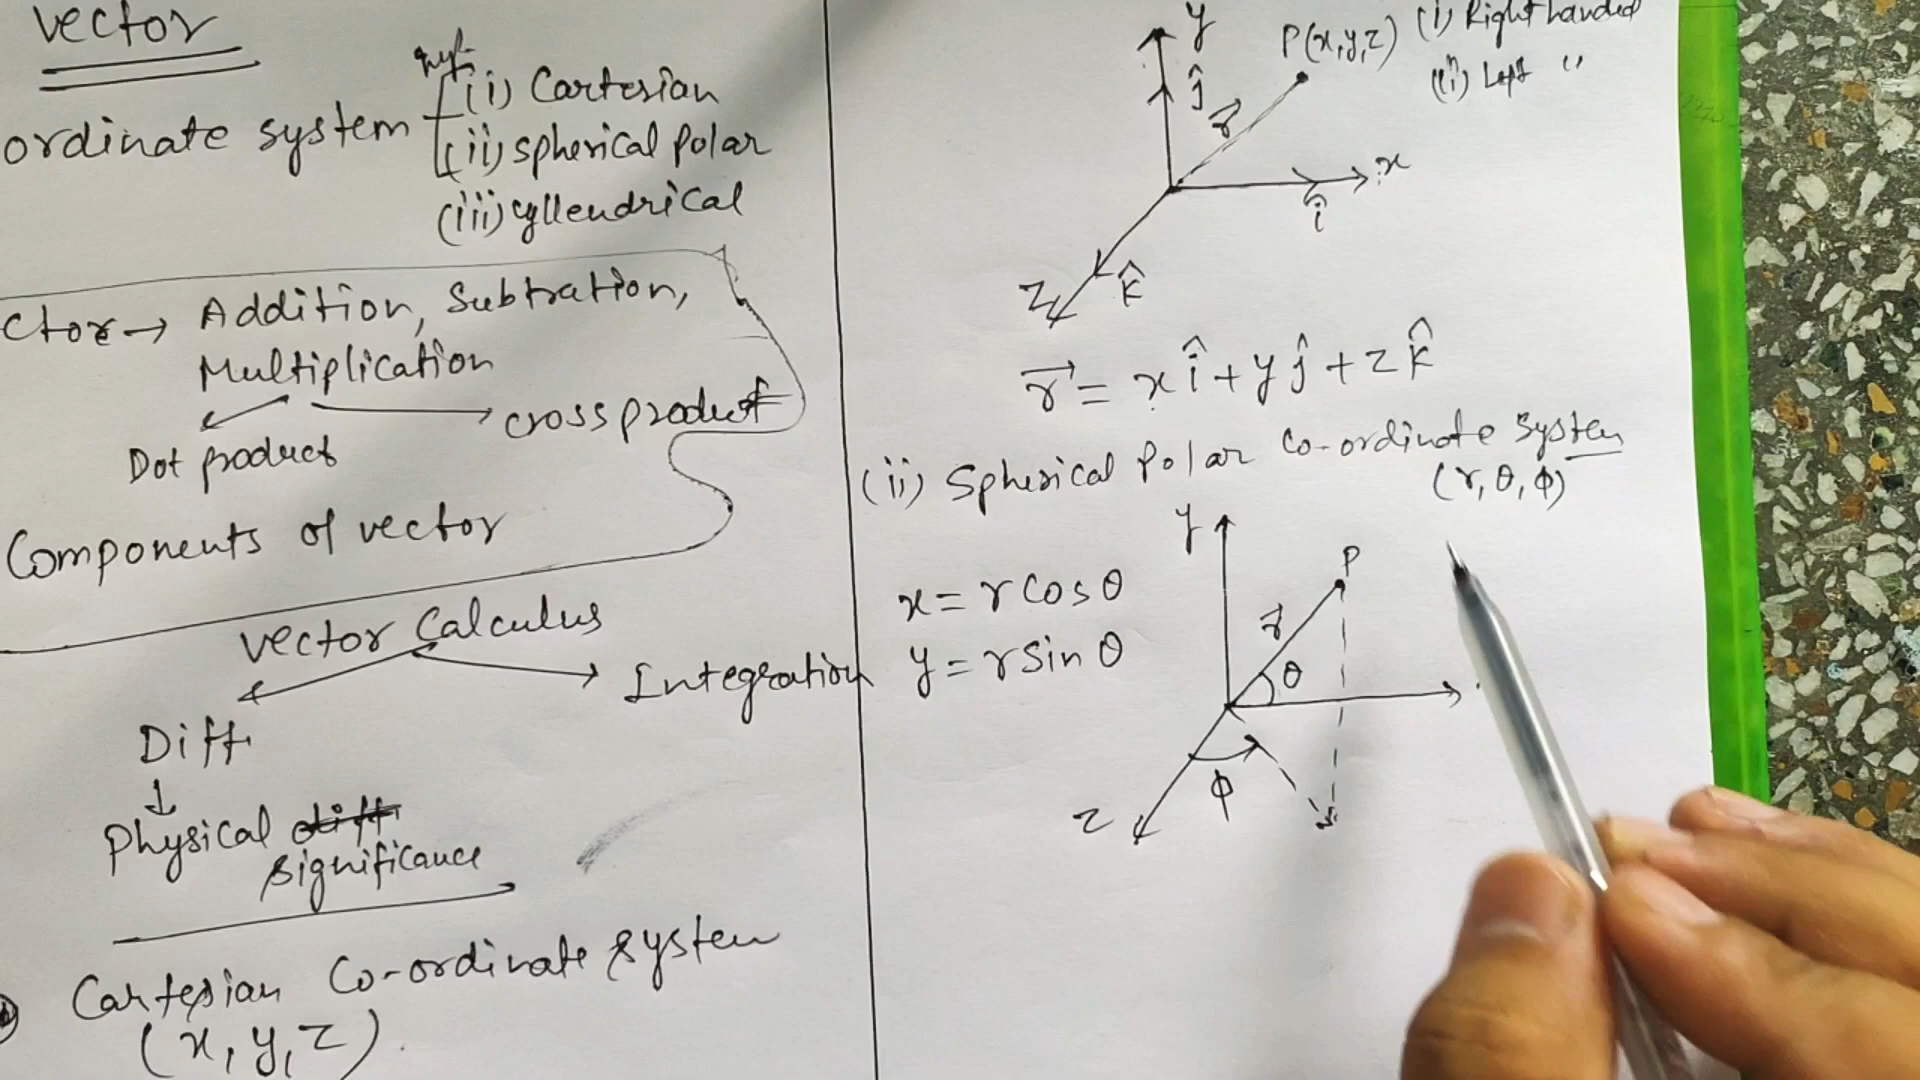 vector
ordinate system
(i) Cartesian
(ii) spherical polar
(iii) cyllendrical
ctor → Addition, Subtration,
Multiplication
Dot product
cross product
Components of vector
vector Calculus
Integration
Diff
Physical diff
significance
Cartesian Co-ordinate system
(x, y, z)
y
P(x,y,z)
(i) Right handed
(ii) Left "
ĵ
r⃗
x
î
z
k̂
r⃗ = x î + y ĵ + z k̂
(ii) Spherical Polar Co-ordinate System
(r, θ, φ)
y
P
x = r cos θ
r⃗
y = r sin θ
θ
φ
z